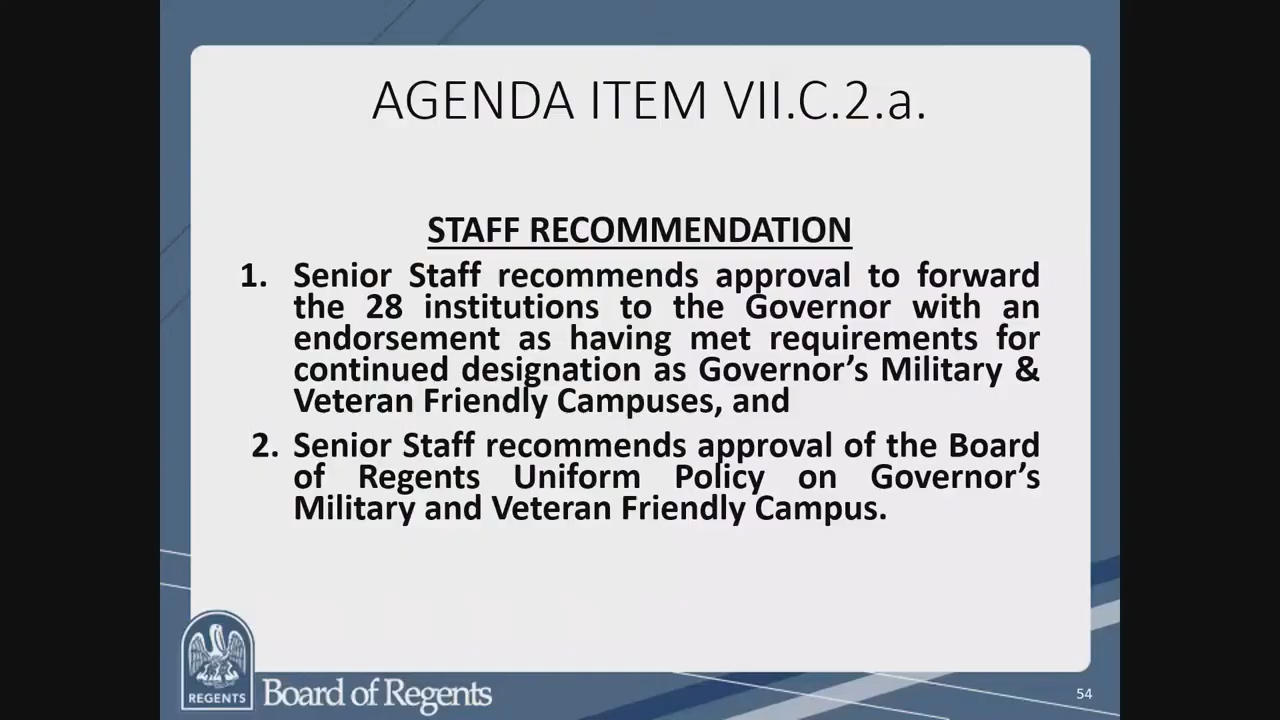 AGENDA ITEM VII.C.2.a.
STAFF RECOMMENDATION
1. Senior Staff recommends approval to forward
the 28 institutions to the Governor with an
endorsement as having met requirements for
continued designation as Governor’s Military &
Veteran Friendly Campuses, and
2. Senior Staff recommends approval of the Board
of Regents Uniform Policy on Governor’s
Military and Veteran Friendly Campus.
REGENTS
Board of Regents
54